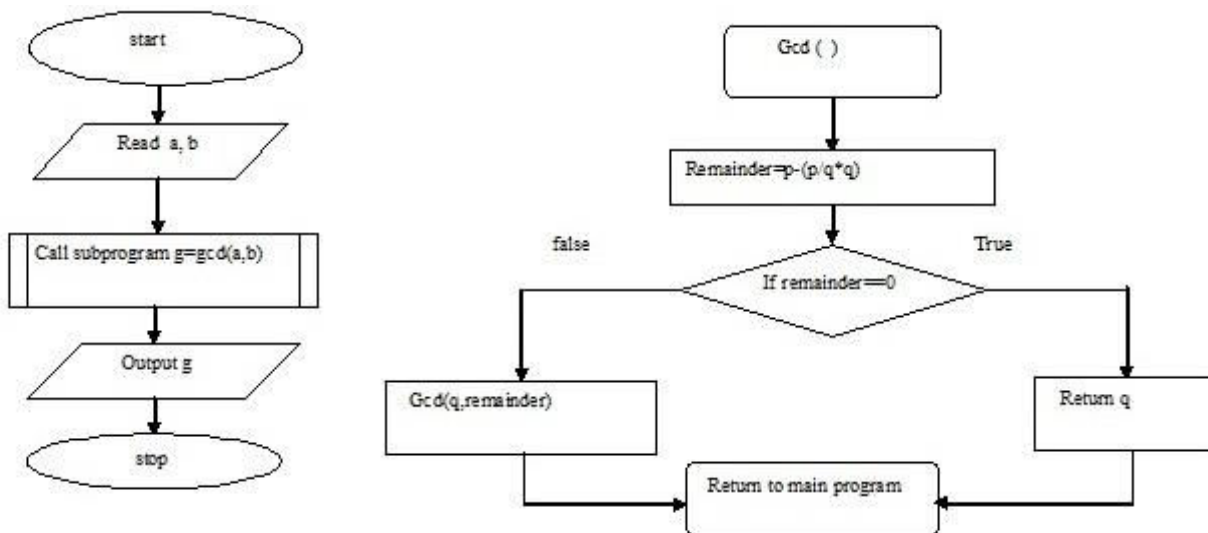 start
Read a, b
Call subprogram g=gcd(a,b)
Output g
stop
Gcd ( )
Remainder=p-(p/q*q)
false
True
If remainder==0
Gcd(q,remainder)
Return q
Return to main program